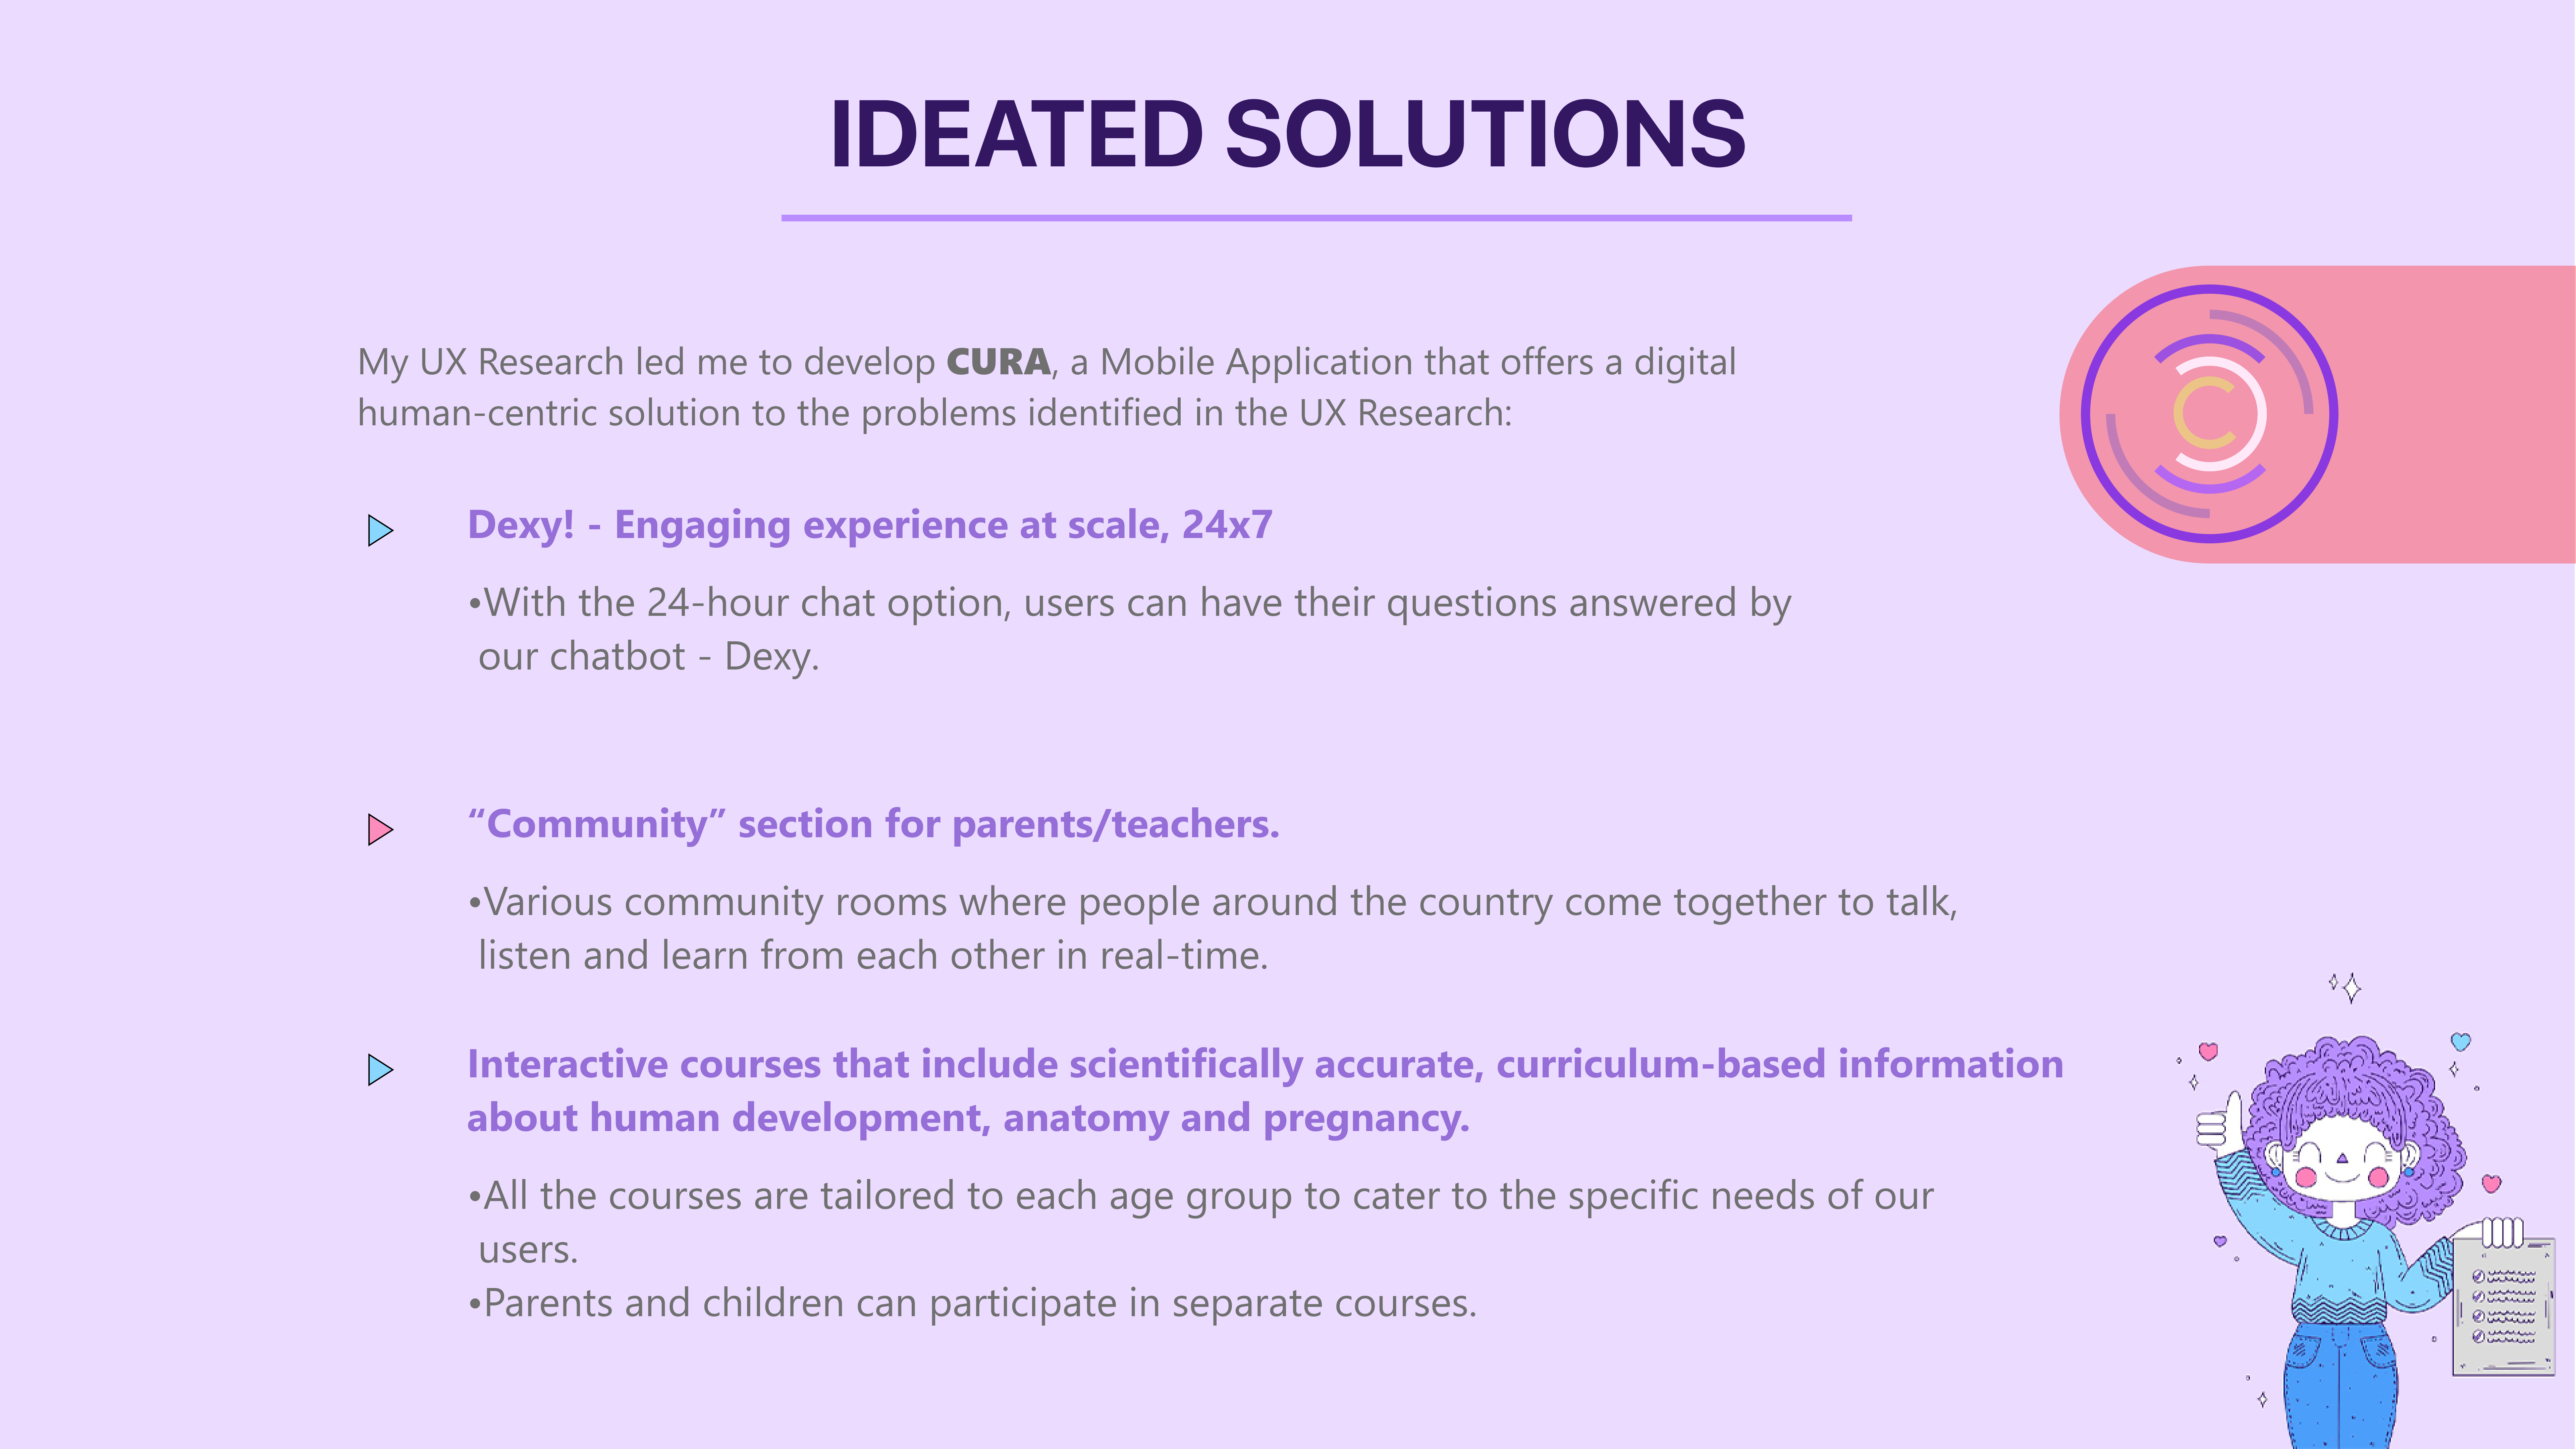 IDEATED SOLUTIONS
My UX Research led me to develop CURA, a Mobile Application that offers a digital
human-centric solution to the problems identified in the UX Research:
Dexy! - Engaging experience at scale, 24x7
•With the 24-hour chat option, users can have their questions answered by
our chatbot - Dexy.
“Community” section for parents/teachers.
•Various community rooms where people around the country come together to talk,
listen and learn from each other in real-time.
Interactive courses that include scientifically accurate, curriculum-based information
about human development, anatomy and pregnancy.
•All the courses are tailored to each age group to cater to the specific needs of our
users.
•Parents and children can participate in separate courses.